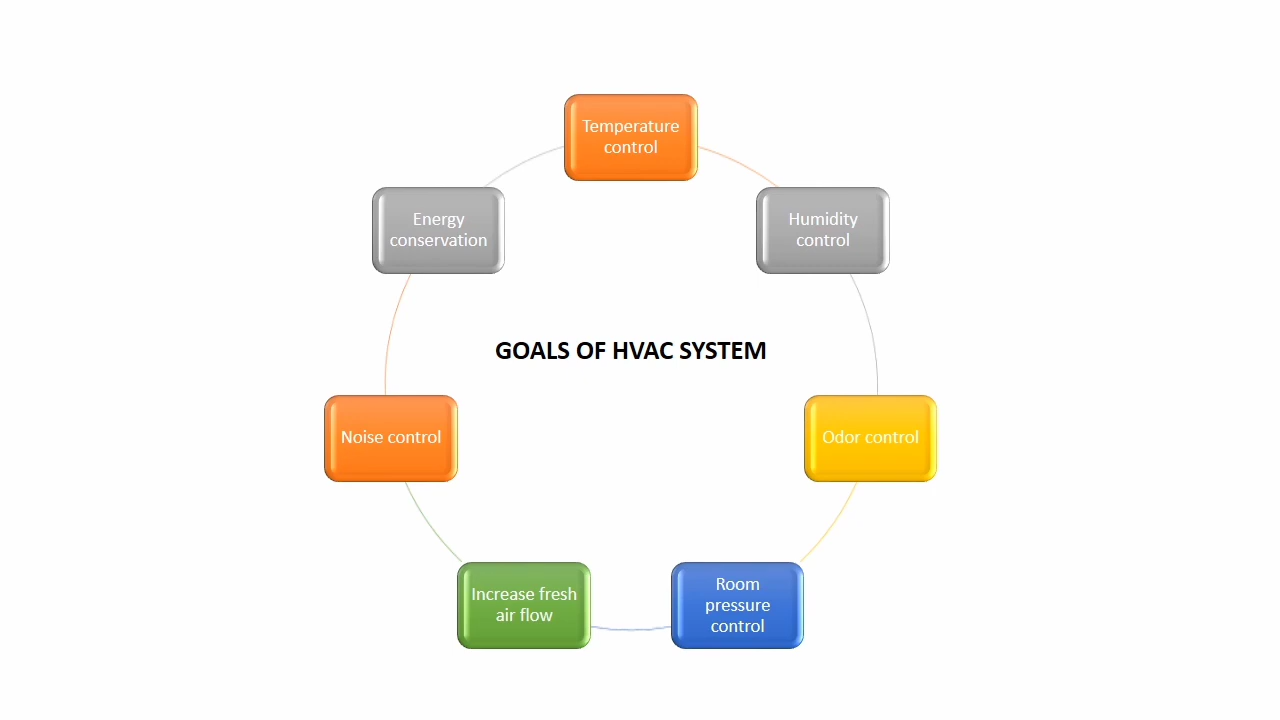 Temperature
control
Humidity
control
Odor control
Room
pressure
control
Increase fresh
air flow
Noise control
Energy
conservation
GOALS OF HVAC SYSTEM